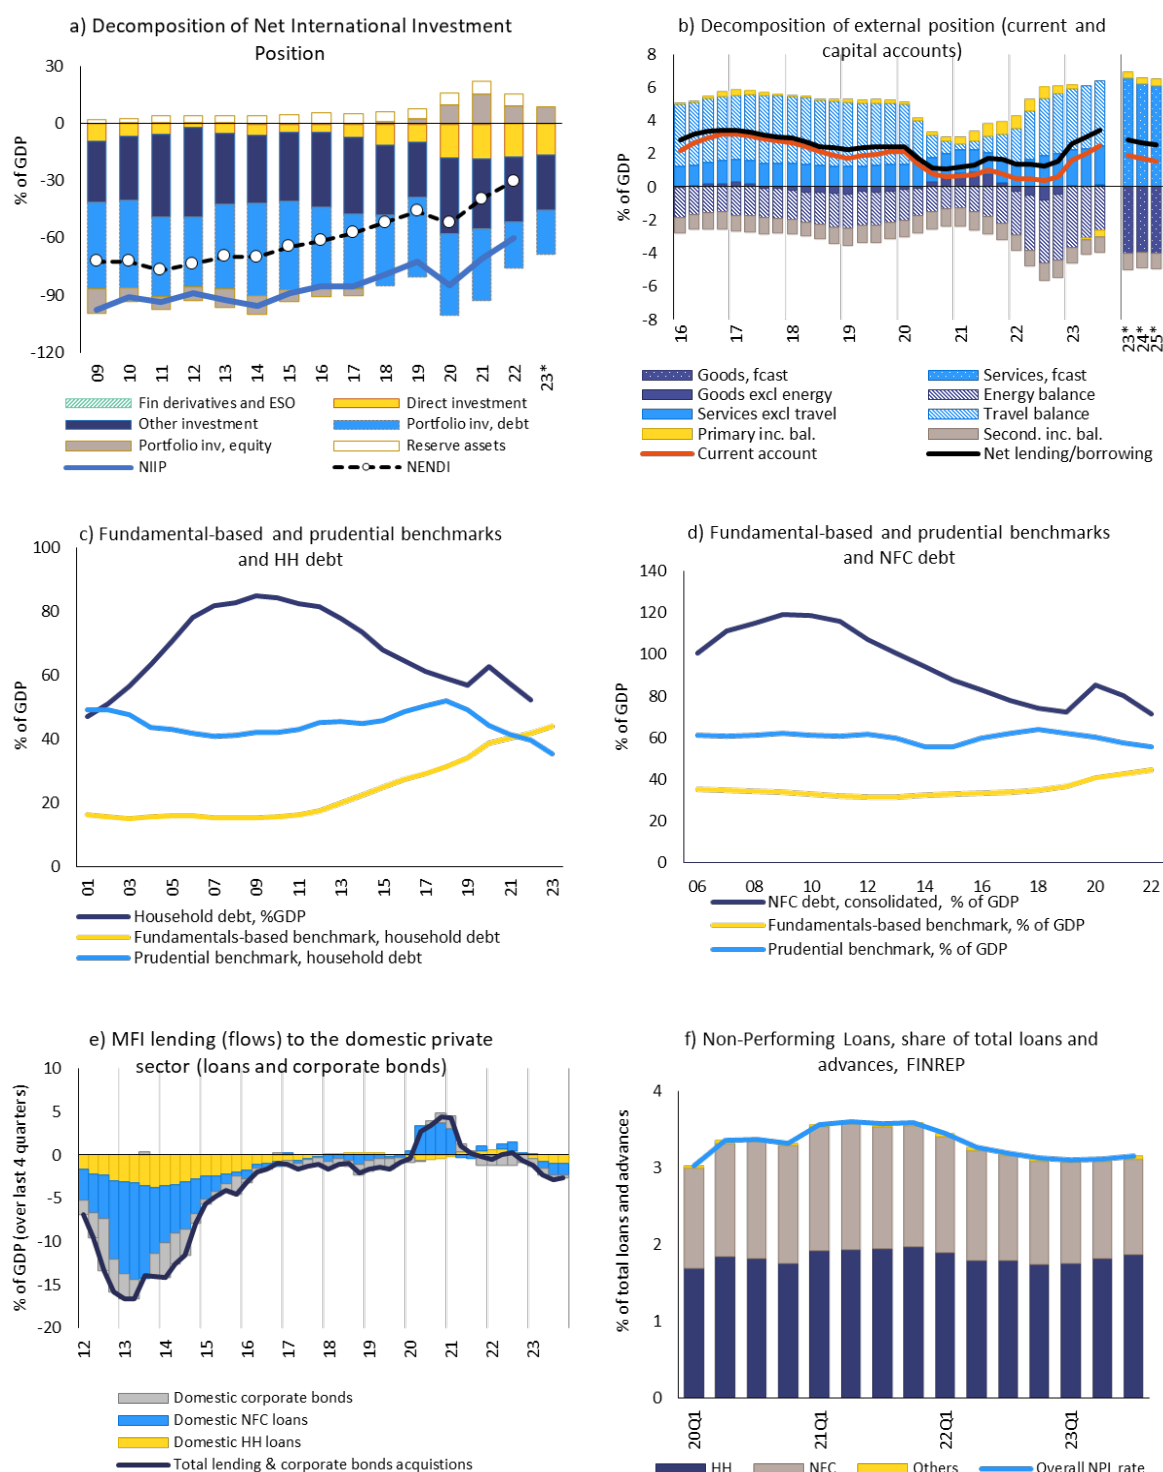 a) Decomposition of Net International Investment
Position
30
0
-30
-60
-90
-120
% of GDP
09 10 11 12 13 14 15 16 17 18 19 20 21 22 23*
Fin derivatives and ESO
Direct investment
Other investment
Portfolio inv, debt
Portfolio inv, equity
Reserve assets
NIIP
NENDI
b) Decomposition of external position (current and
capital accounts)
8
6
4
2
0
-2
-4
-6
-8
% of GDP
16 17 18 19 20 21 22 23 23* 24* 25*
Goods, fcast
Services, fcast
Goods excl energy
Energy balance
Services excl travel
Travel balance
Primary inc. bal.
Second. inc. bal.
Current account
Net lending/borrowing
c) Fundamental-based and prudential benchmarks
and HH debt
100
80
60
40
20
0
% of GDP
01 03 05 07 09 11 13 15 17 19 21 23
Household debt, %GDP
Fundamentals-based benchmark, household debt
Prudential benchmark, household debt
d) Fundamental-based and prudential benchmarks
and NFC debt
140
120
100
80
60
40
20
0
% of GDP
06 08 10 12 14 16 18 20 22
NFC debt, consolidated, % of GDP
Fundamentals-based benchmark, % of GDP
Prudential benchmark, % of GDP
e) MFI lending (flows) to the domestic private
sector (loans and corporate bonds)
10
5
0
-5
-10
-15
-20
% of GDP (over last 4 quarters)
12 13 14 15 16 17 18 19 20 21 22 23
Domestic corporate bonds
Domestic NFC loans
Domestic HH loans
Total lending & corporate bonds acquistions
f) Non-Performing Loans, share of total loans and
advances, FINREP
4
3
2
1
0
% of total loans and advances
20Q1 21Q1 22Q1 23Q1
HH NFC Others Overall NPL rate